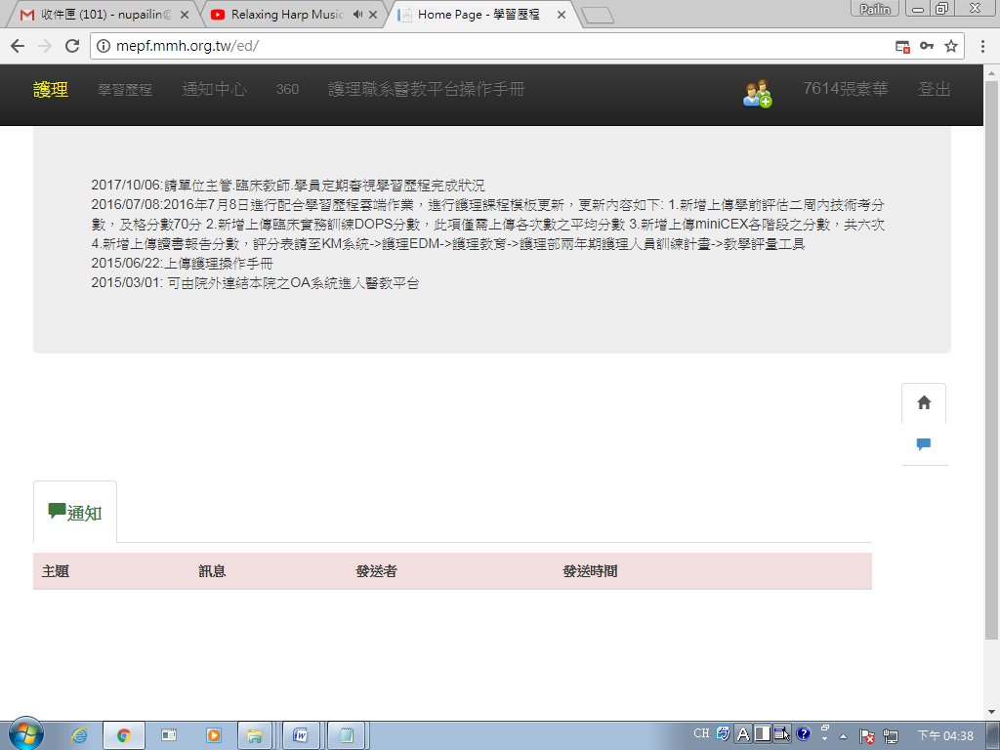 收件匣 (101) - nupailin@
Relaxing Harp Music
Home Page - 學習歷程
Pailin
mepf.mmh.org.tw/ed/
護理 學習歷程 通知中心 360 護理職系醫教平台操作手冊 7614張素華 登出
2017/10/06:請單位主管.臨床教師.學員定期審視學習歷程完成狀況
2016/07/08:2016年7月8日進行配合學習歷程雲端作業，進行護理課程模板更新，更新內容如下: 1.新增上傳學前評估二周內技術考分
數，及格分數70分 2.新增上傳臨床實務訓練DOPS分數，此項僅需上傳各次數之平均分數 3.新增上傳miniCEX各階段之分數，共六次
4.新增上傳讀書報告分數，評分表請至KM系統->護理EDM->護理教育->護理部兩年期護理人員訓練計畫->教學評量工具
2015/06/22:上傳護理操作手冊
2015/03/01: 可由院外連結本院之OA系統進入醫教平台
通知
主題 訊息 發送者 發送時間
CH
下午 04:38